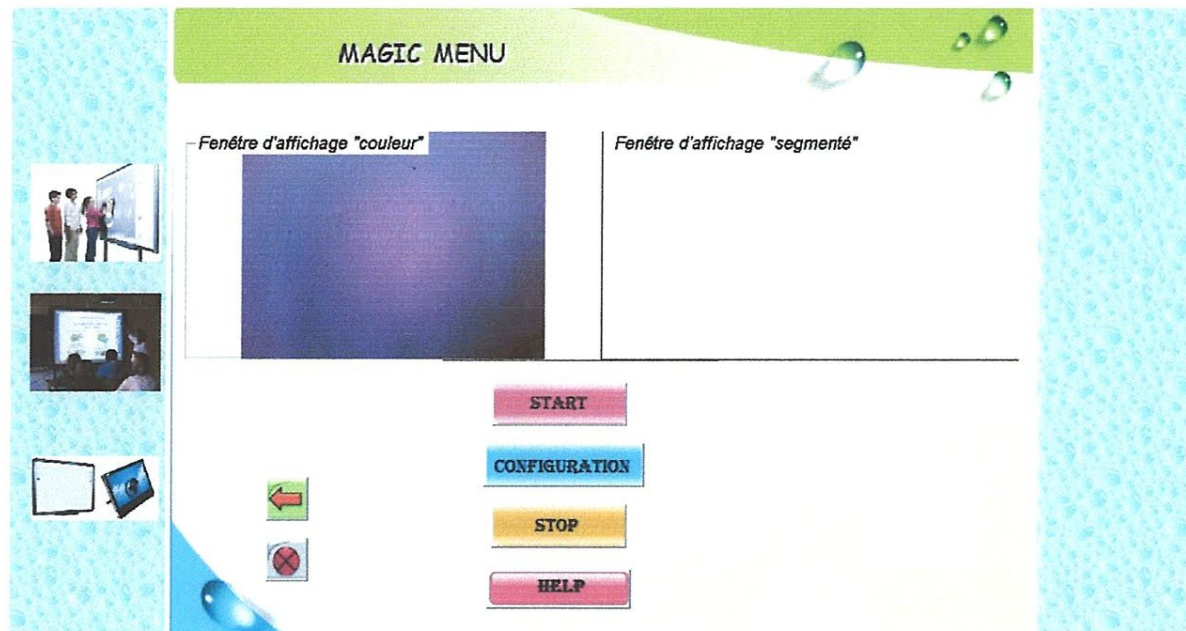 MAGIC MENU
Fenêtre d'affichage "couleur"
Fenêtre d'affichage "segmenté"
START
CONFIGURATION
STOP
HELP